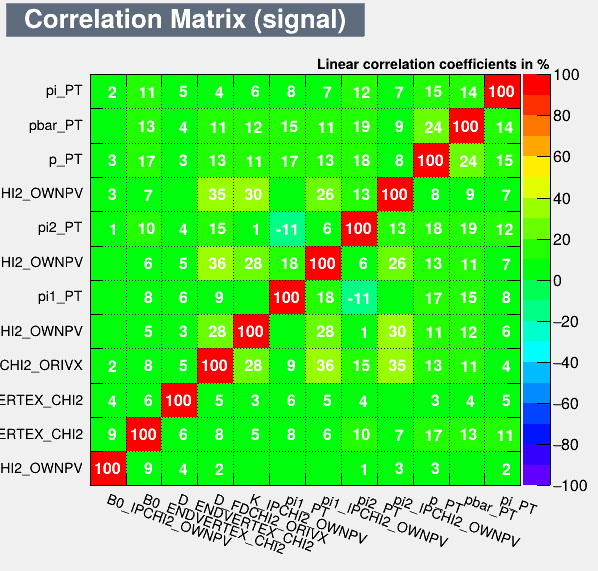 Correlation Matrix (signal)
Linear correlation coefficients in %
pi_PT 2 11 5 4 6 8 7 12 7 15 14 100
pbar_PT 13 4 11 12 15 11 19 9 24 100 14
p_PT 3 17 3 13 11 17 13 18 8 100 24 15
HI2_OWNPV 3 7 35 30 26 13 100 8 9 7
pi2_PT 1 10 4 15 1 -11 6 100 13 18 19 12
HI2_OWNPV 6 5 36 28 18 100 6 26 13 11 7
pi1_PT 8 6 9 100 18 -11 17 15 8
HI2_OWNPV 5 3 28 100 28 1 30 11 12 6
CHI2_ORIVX 2 8 5 100 28 9 36 15 35 13 11 4
ERTEX_CHI2 4 6 100 5 3 6 5 4 3 4 5
ERTEX_CHI2 9 100 6 8 5 8 6 10 7 17 13 11
HI2_OWNPV 100 9 4 2 1 3 3 2
100
80
60
40
20
0
−20
−40
−60
−80
−100
B0_IPCHI2_OWNPV
B0_ENDVERTEX_CHI2
D_ENDVERTEX_CHI2
D_FDCHI2_ORIVX
K_IPCHI2_OWNPV
pi1_PT
pi1_IPCHI2_OWNPV
pi2_PT
pi2_IPCHI2_OWNPV
p_PT
pbar_PT
pi_PT